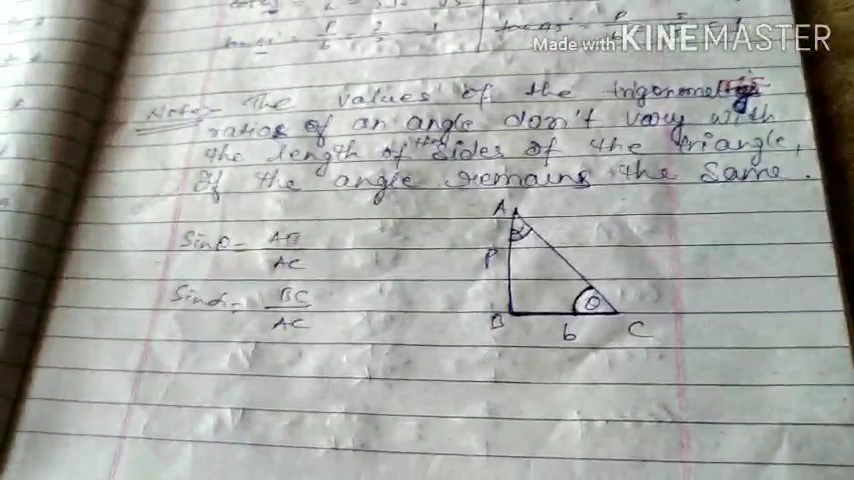 Made with KINEMASTER
Note:- The values of the trigonometric
ratios of an angle don't vary with
the length of the sides of the triangle,
If the angle remains the same.
A
α
Sinθ = AB
AC
P
Sinα = BC
AC
θ
B
b
C